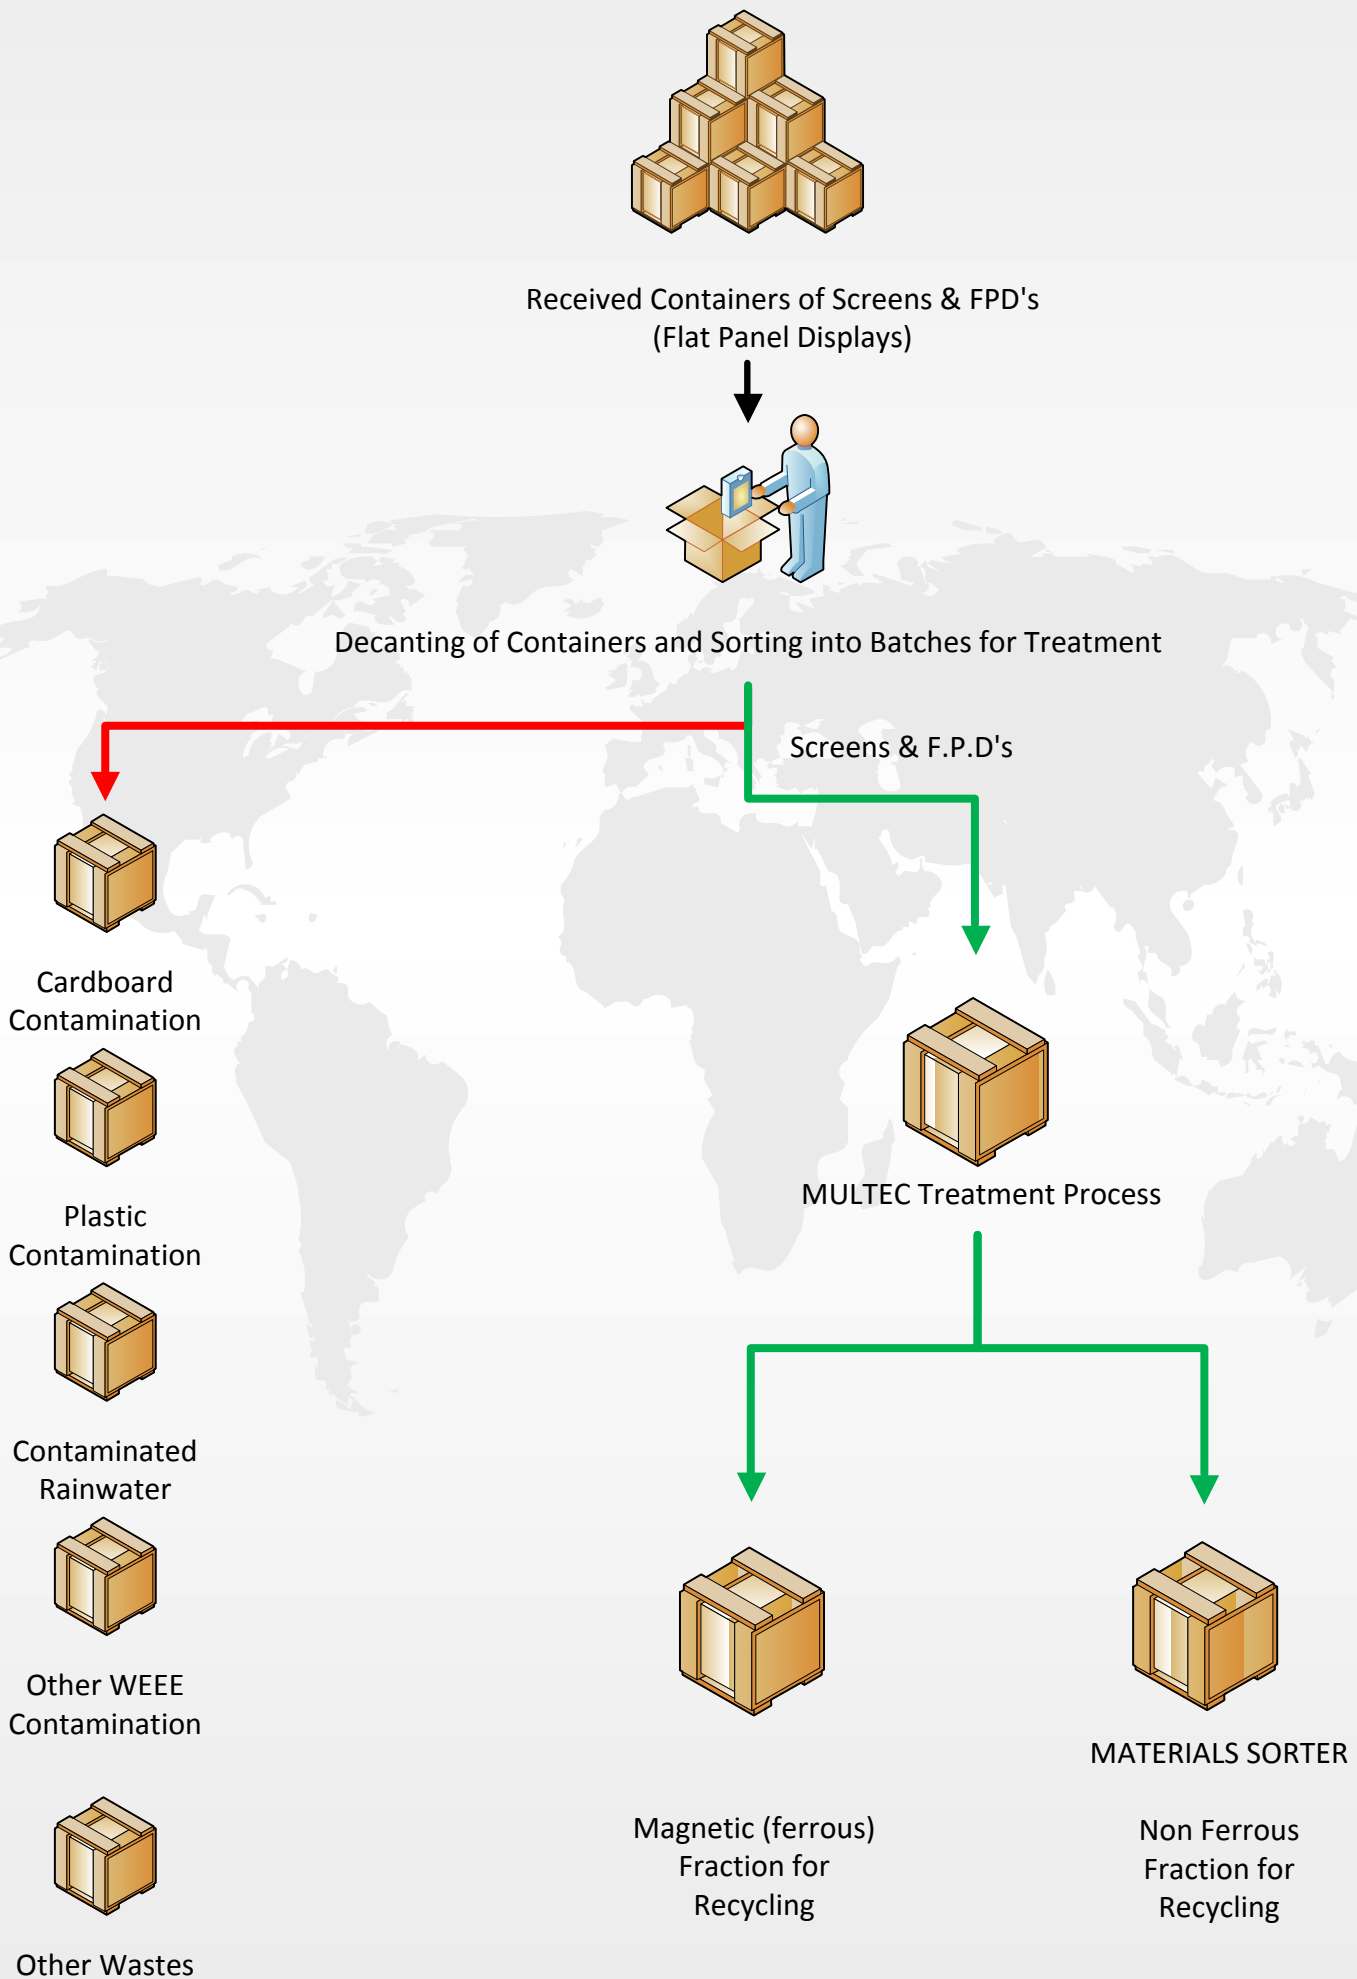 Received Containers of Screens & FPD's
(Flat Panel Displays)
Decanting of Containers and Sorting into Batches for Treatment
Screens & F.P.D's
Cardboard
Contamination
Plastic
Contamination
Contaminated
Rainwater
Other WEEE
Contamination
Other Wastes
MULTEC Treatment Process
Magnetic (ferrous)
Fraction for
Recycling
MATERIALS SORTER
Non Ferrous
Fraction for
Recycling